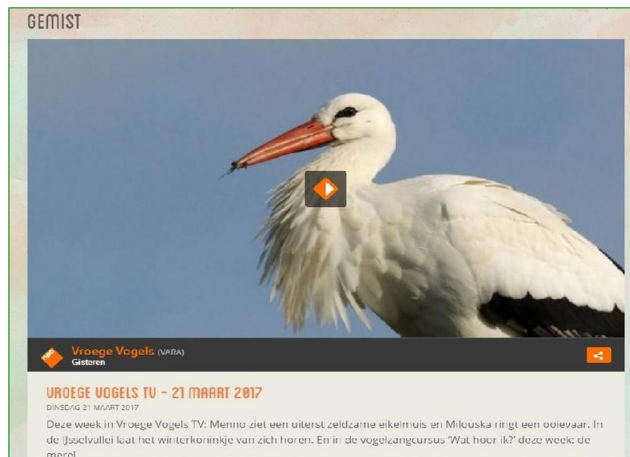 GEMIST
Vroege Vogels (VARA)
Gisteren
VROEGE VOGELS TV - 21 MAART 2017
DINSDAG 21 MAART 2017
Deze week in Vroege Vogels TV: Menno ziet een uiterst zeldzame eikelmuis en Milouska ringt een ooievaar. In
de IJsselvallei laat het winterkoninkje van zich horen. En in de vogelzangcursus 'Wat hoor ik?' deze week: de
merel